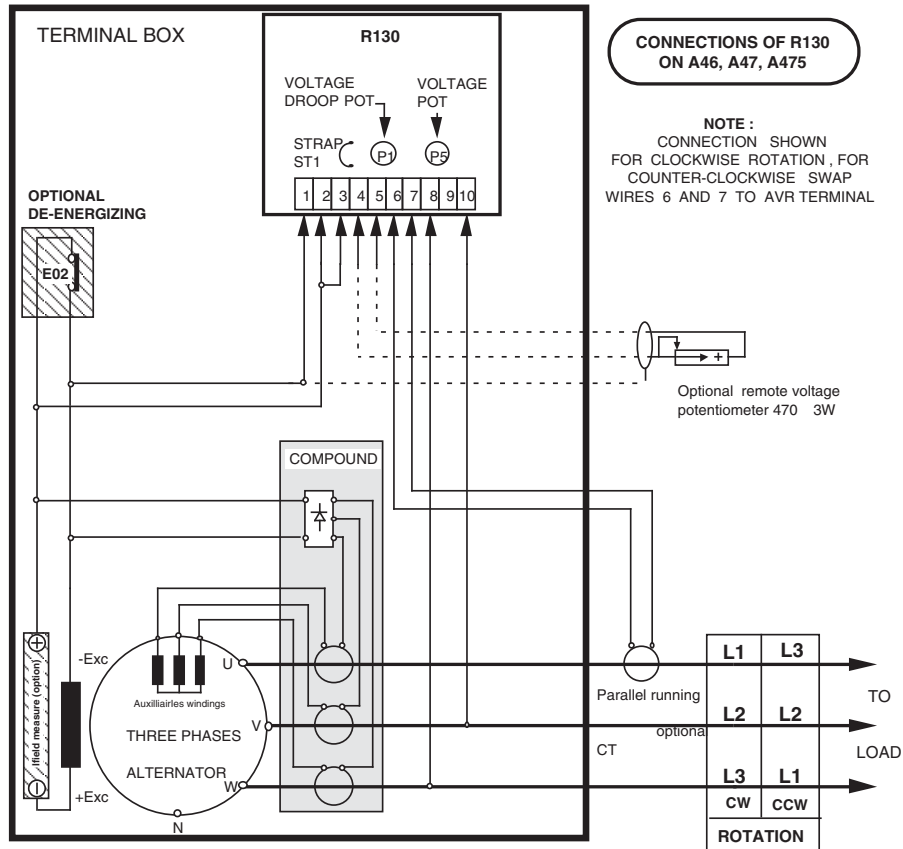 TERMINAL BOX
R130
CONNECTIONS OF R130
ON A46, A47, A475
VOLTAGE
DROOP POT
VOLTAGE
POT
STRAP
ST1
P1
P5
NOTE :
CONNECTION SHOWN
FOR CLOCKWISE ROTATION , FOR
COUNTER-CLOCKWISE SWAP
WIRES 6 AND 7 TO AVR TERMINAL
1 2 3 4 5 6 7 8 9 10
OPTIONAL
DE-ENERGIZING
E02
+
Optional remote voltage
potentiometer 470 3W
COMPOUND
Ifield measure (option)
-Exc
+Exc
Auxilliairles windings
THREE PHASES
ALTERNATOR
U
V
W
N
Parallel running
optional
CT
L1 L3
L2 L2
L3 L1
CW CCW
ROTATION
TO
LOAD